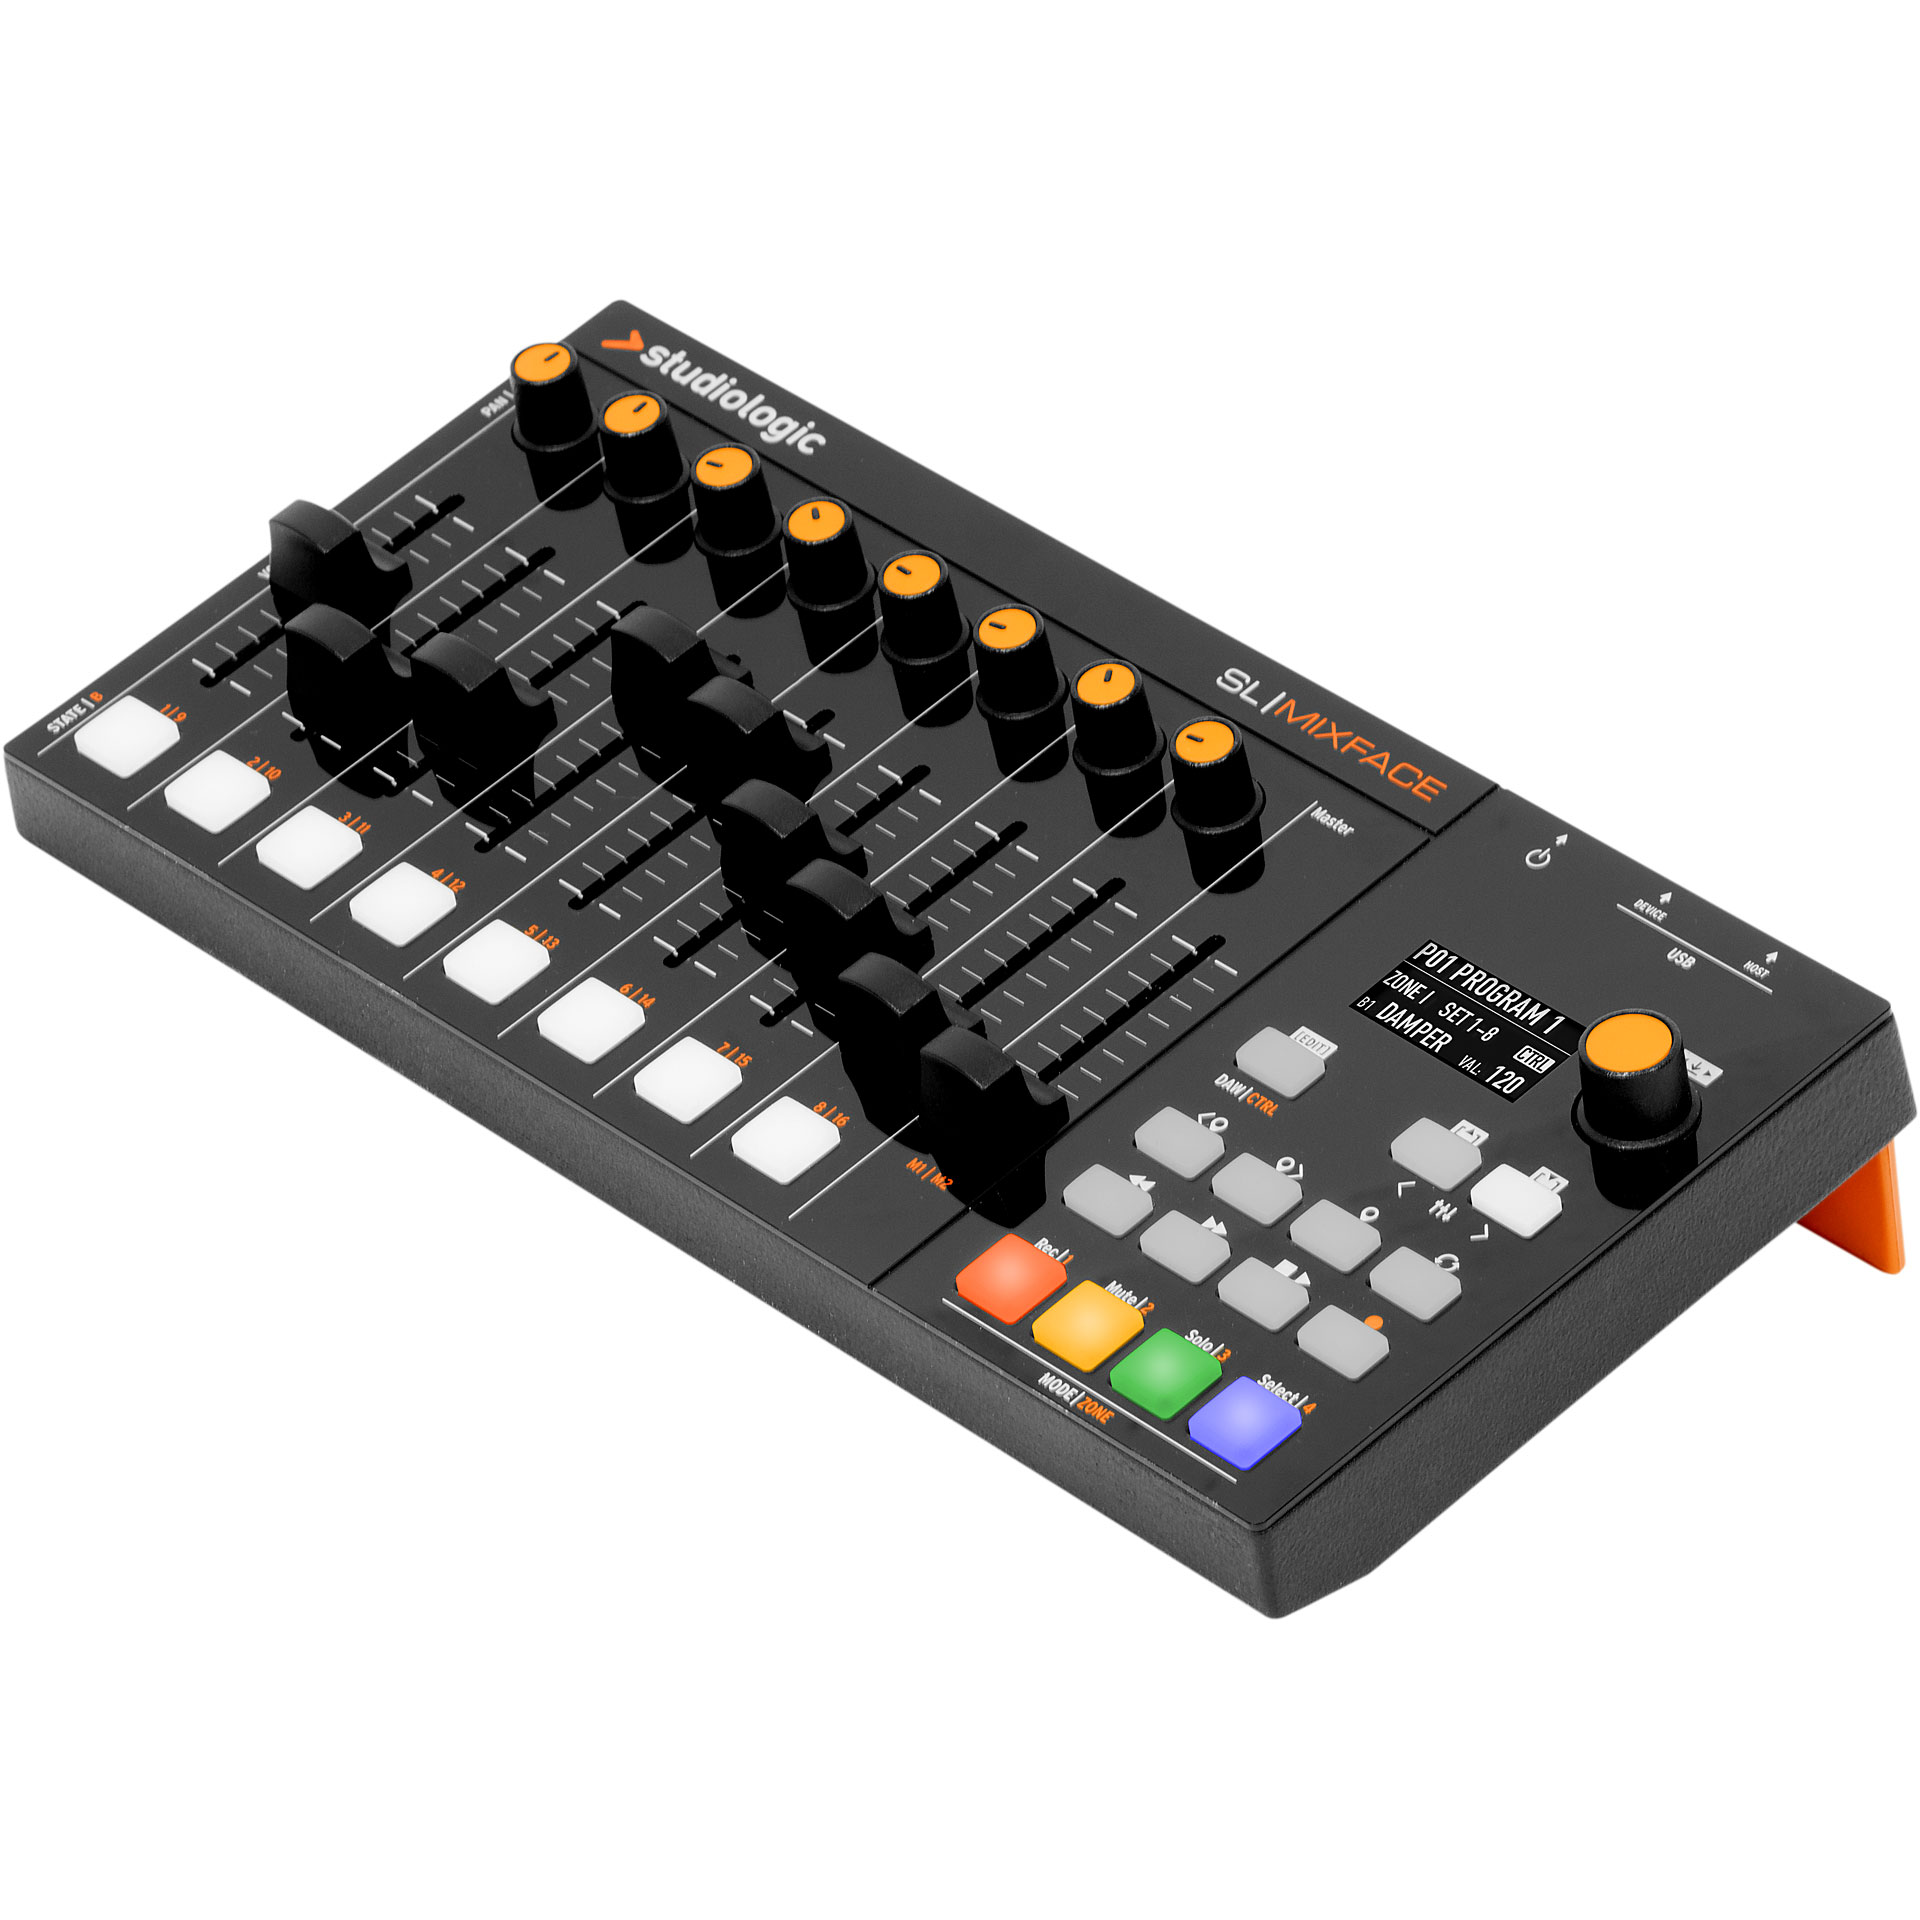 studiologic
PAN |
SL|MIXFACE
STATE | B
1|9
2|10
3|11
4|12
5|13
6|14
7|15
8|16
Master
M1|M2
DEVICE
USB
HOST
P01 PROGRAM 1
ZONE 1 SET 1-8
CTRL
B1 DAMPER VAL: 120
[EDIT]
DAW|CTRL
Rec|1
Mute|2
Solo|3
Select|4
MODE|ZONE